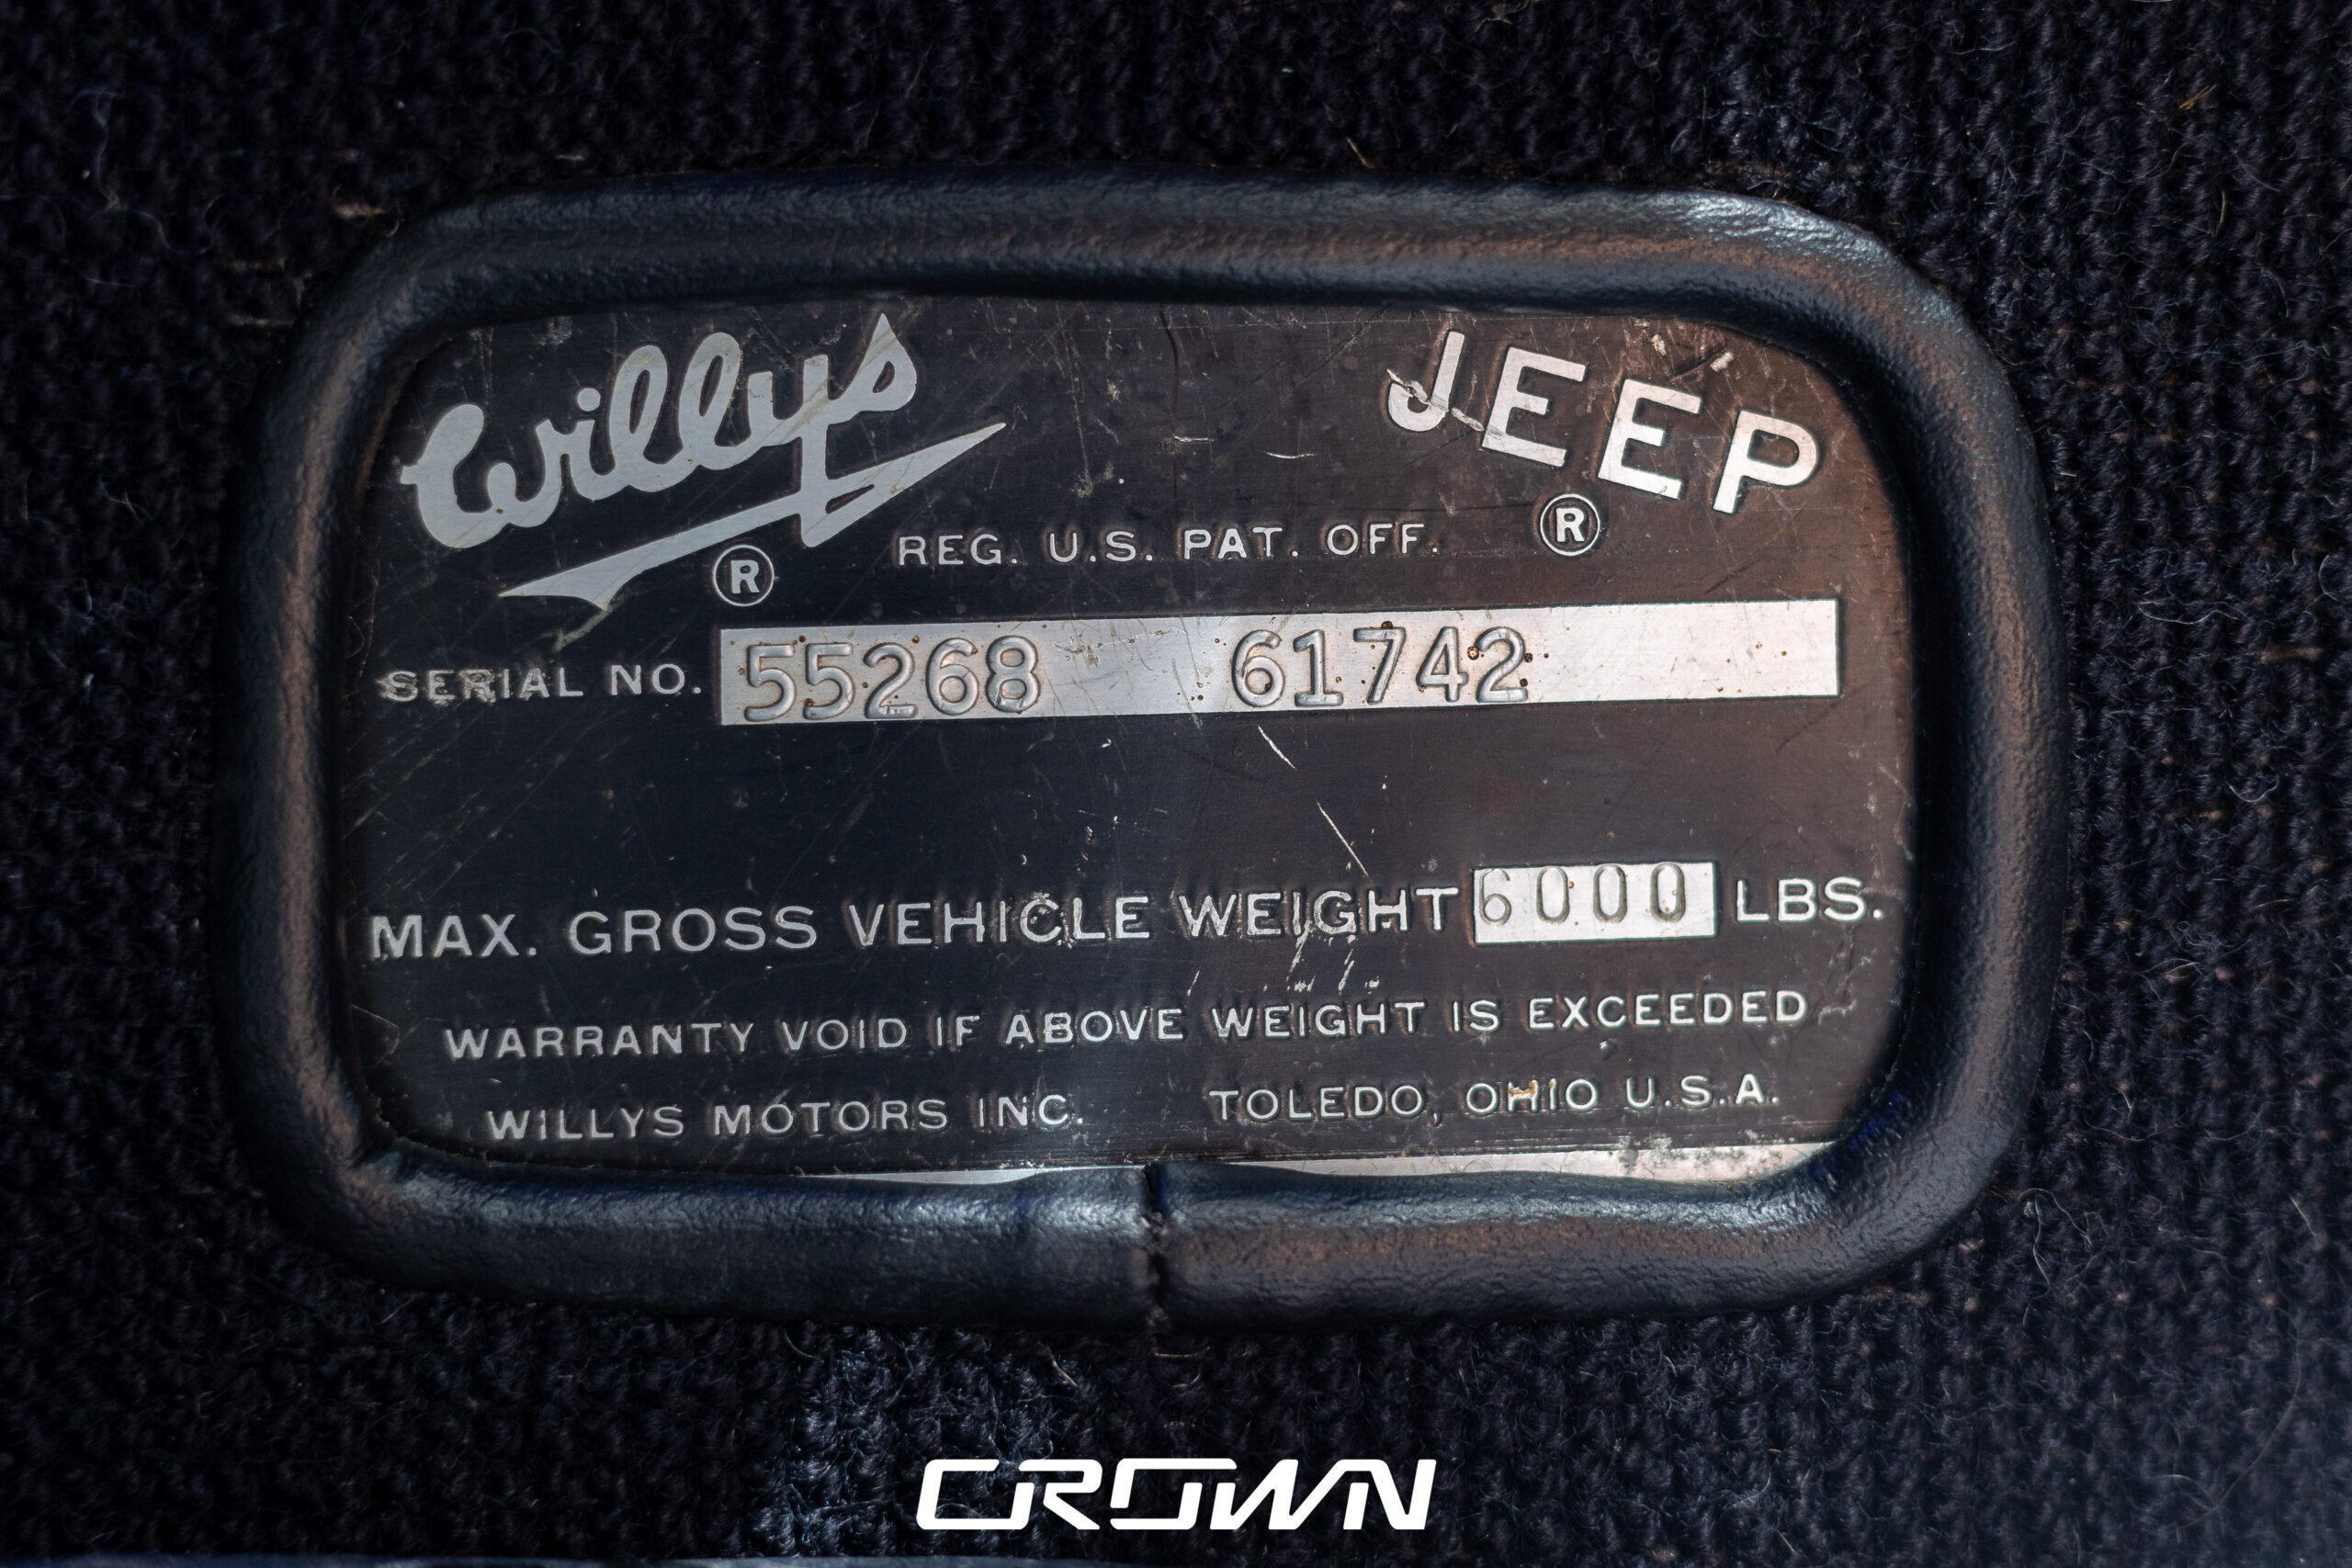 Willys JEEP
® REG. U.S. PAT. OFF. ®
SERIAL NO. 55268 61742
MAX. GROSS VEHICLE WEIGHT 6000 LBS.
WARRANTY VOID IF ABOVE WEIGHT IS EXCEEDED
WILLYS MOTORS INC. TOLEDO, OHIO U.S.A.
CROWN